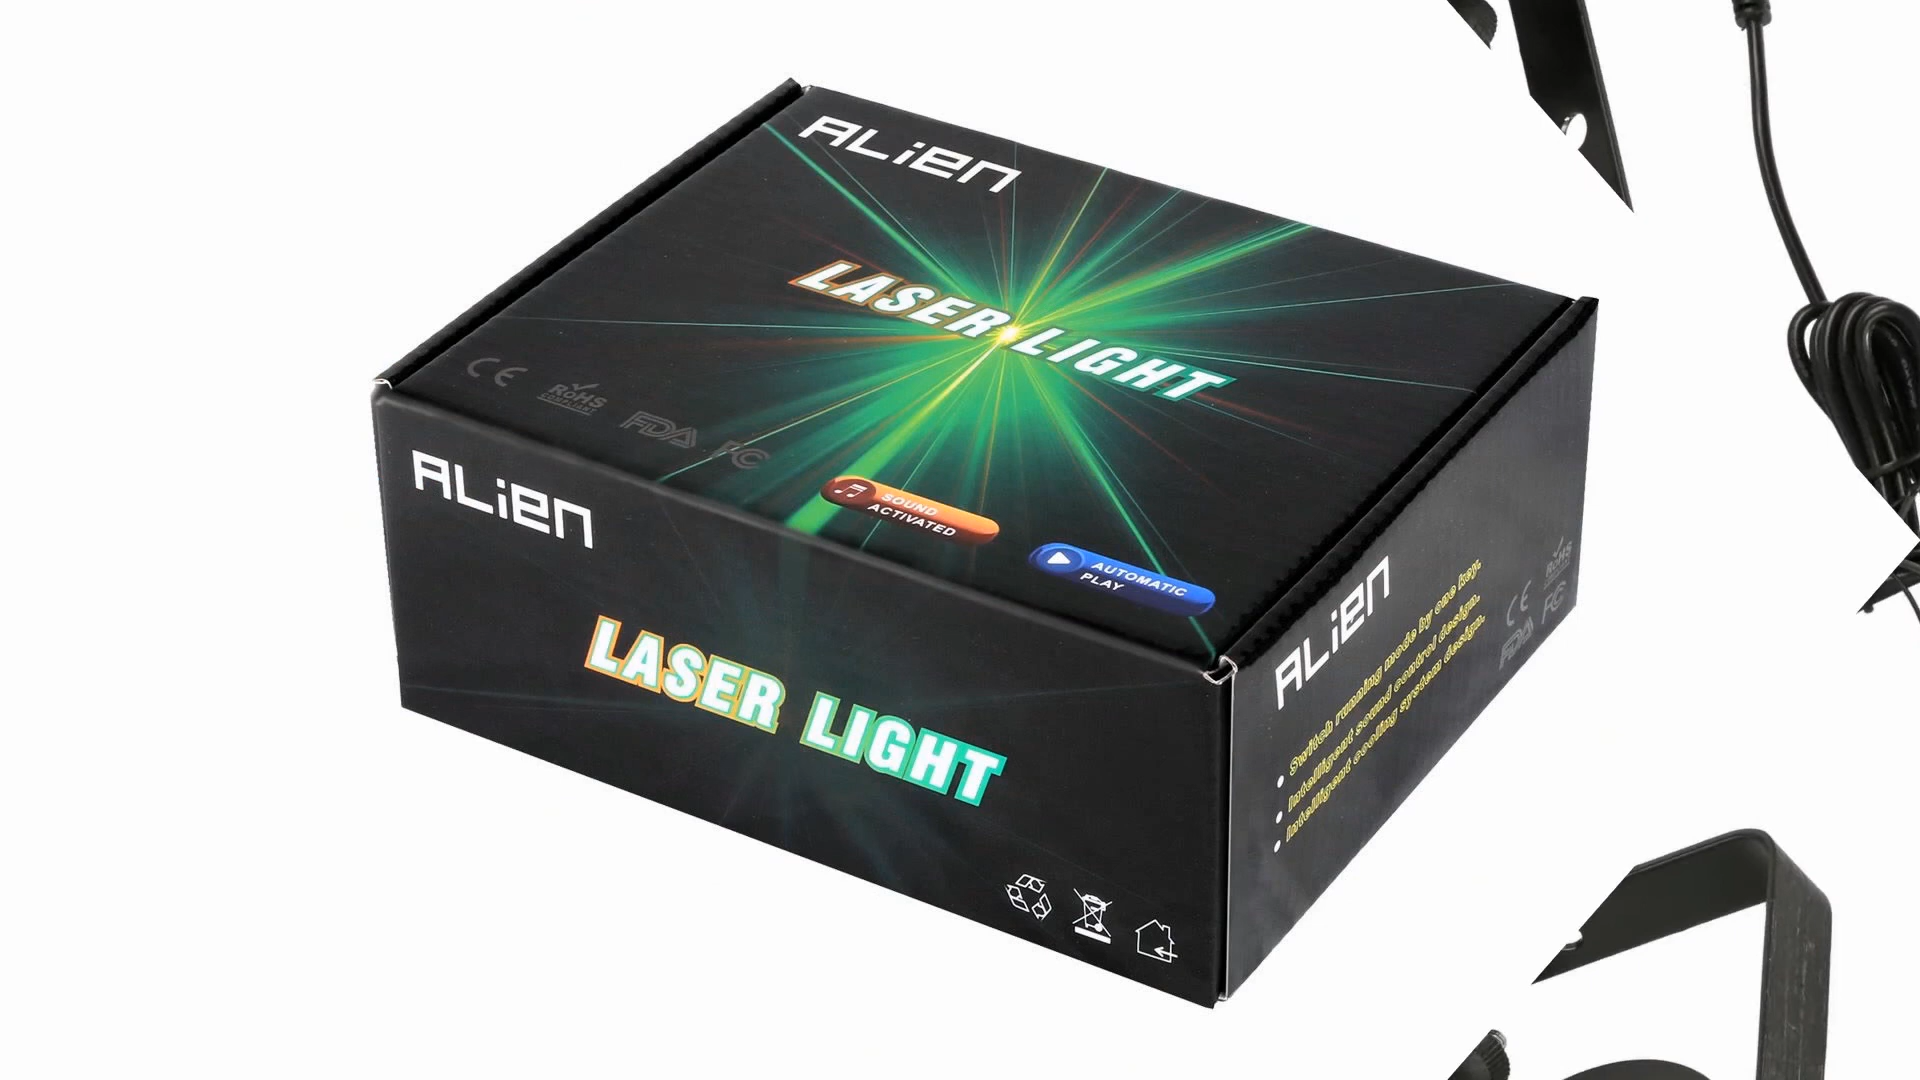 ALiEN
LASER LIGHT
CE
RoHS
COMPLIANT
FDA
FC
SOUND
ACTIVATED
AUTOMATIC
PLAY
ALiEN
LASER LIGHT
ALiEN
Switch running mode by one key.
Intelligent sound control design.
Intelligent cooling system design.
CE
RoHS
FDA
FC